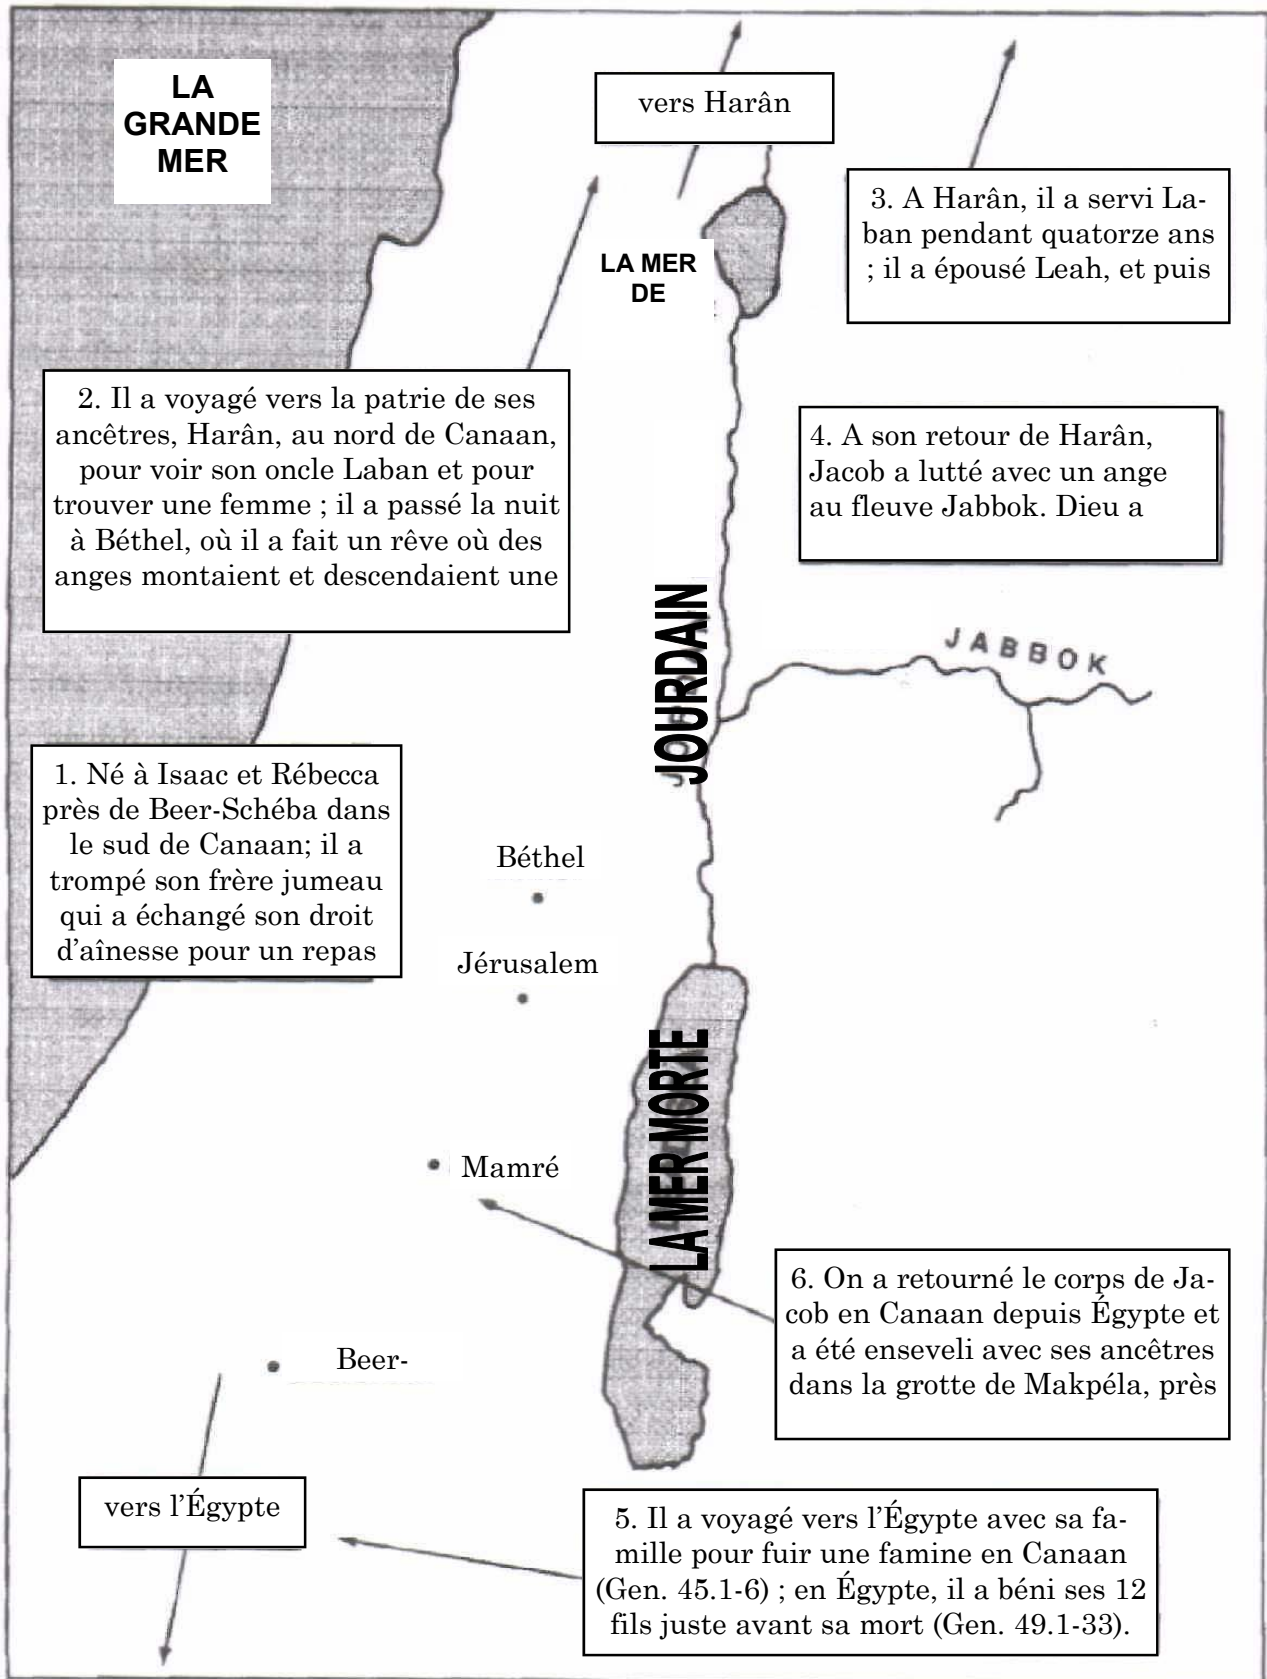 LA
GRANDE
MER
vers Harân
3. A Harân, il a servi La-
ban pendant quatorze ans
; il a épousé Leah, et puis
LA MER
DE
2. Il a voyagé vers la patrie de ses
ancêtres, Harân, au nord de Canaan,
pour voir son oncle Laban et pour
trouver une femme ; il a passé la nuit
à Béthel, où il a fait un rêve où des
anges montaient et descendaient une
4. A son retour de Harân,
Jacob a lutté avec un ange
au fleuve Jabbok. Dieu a
JOURDAIN
JABBOK
1. Né à Isaac et Rébecca
près de Beer-Schéba dans
le sud de Canaan; il a
trompé son frère jumeau
qui a échangé son droit
d'aînesse pour un repas
Béthel
Jérusalem
LA MER MORTE
Mamré
6. On a retourné le corps de Ja-
cob en Canaan depuis Égypte et
a été enseveli avec ses ancêtres
dans la grotte de Makpéla, près
Beer-
vers l'Égypte
5. Il a voyagé vers l'Égypte avec sa fa-
mille pour fuir une famine en Canaan
(Gen. 45.1-6) ; en Égypte, il a béni ses 12
fils juste avant sa mort (Gen. 49.1-33).